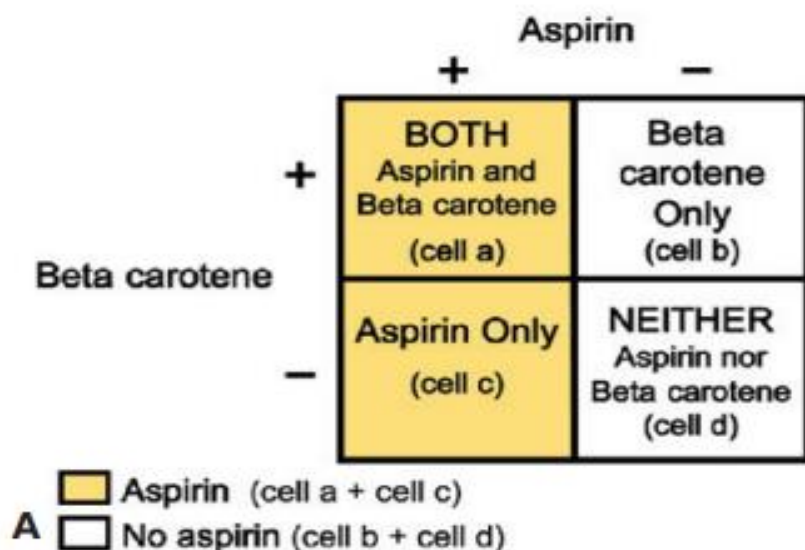 Aspirin
+ −
+
BOTH
Aspirin and
Beta carotene
(cell a)
Beta
carotene
Only
(cell b)
Beta carotene
−
Aspirin Only
(cell c)
NEITHER
Aspirin nor
Beta carotene
(cell d)
Aspirin (cell a + cell c)
A
No aspirin (cell b + cell d)